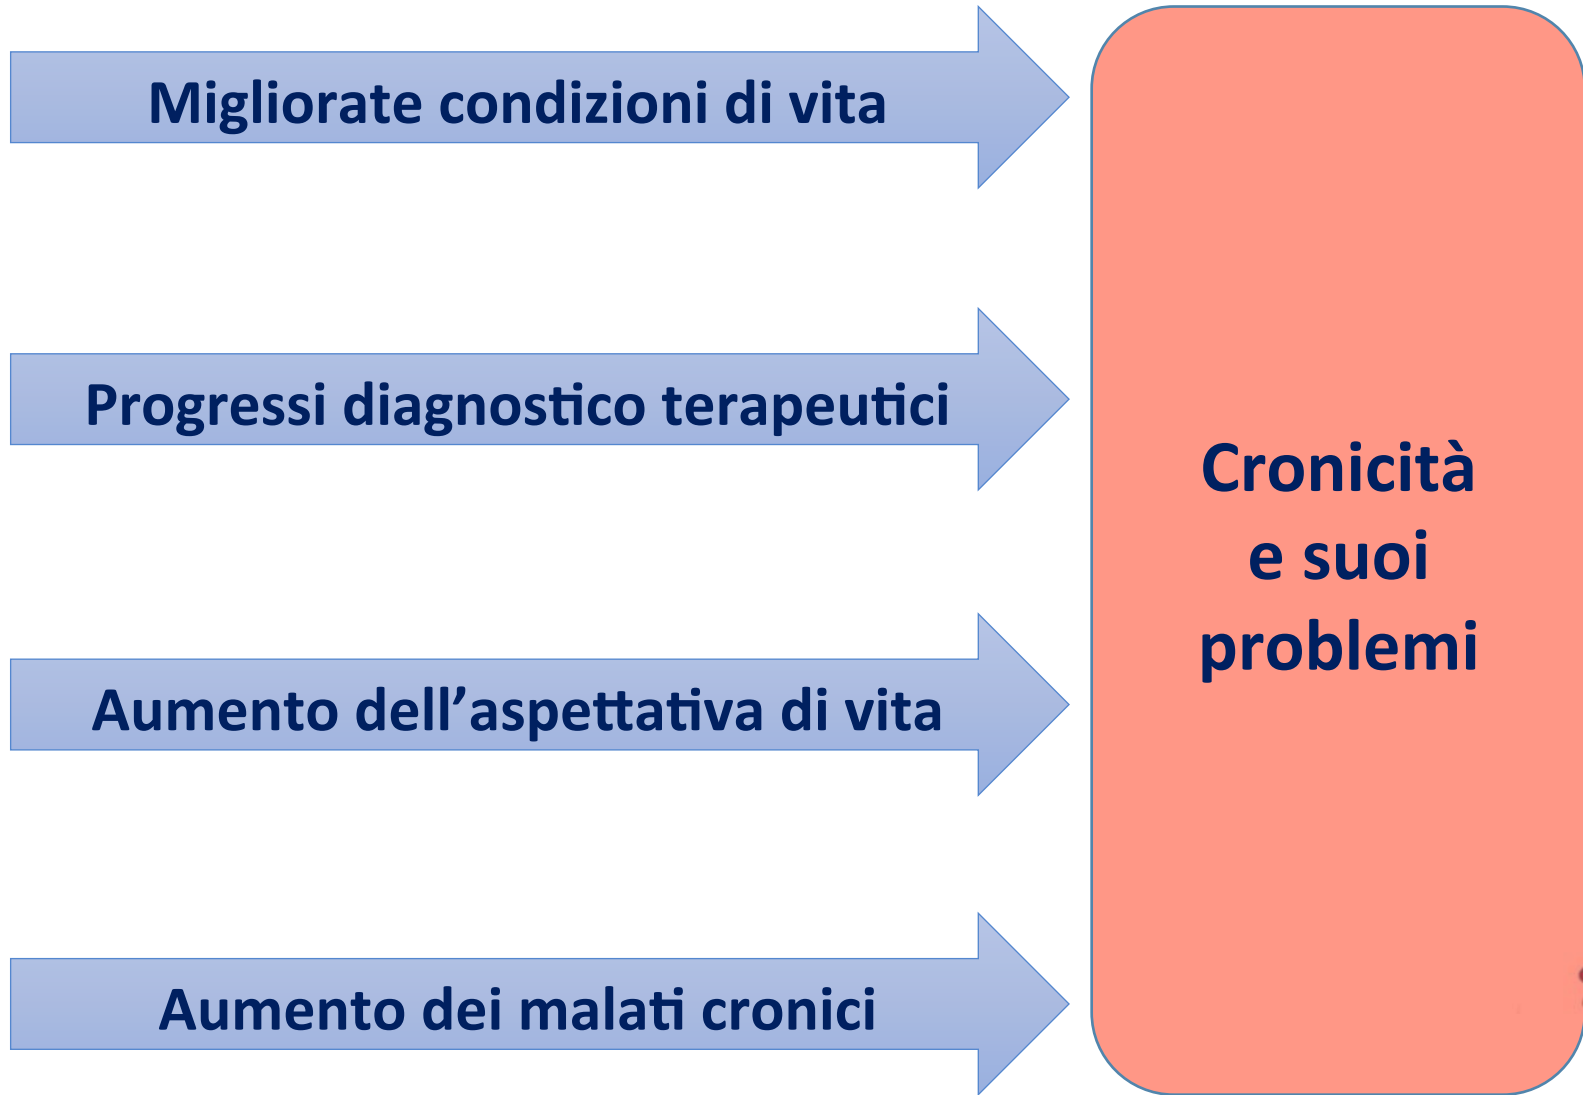 Migliorate condizioni di vita
Progressi diagnostico terapeutici
Aumento dell’aspettativa di vita
Aumento dei malati cronici
Cronicità
e suoi
problemi